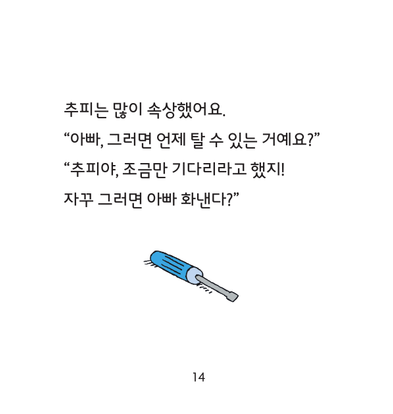 추피는 많이 속상했어요.
“아빠, 그러면 언제 탈 수 있는 거예요?”
“추피야, 조금만 기다리라고 했지!
자꾸 그러면 아빠 화낸다?”
14